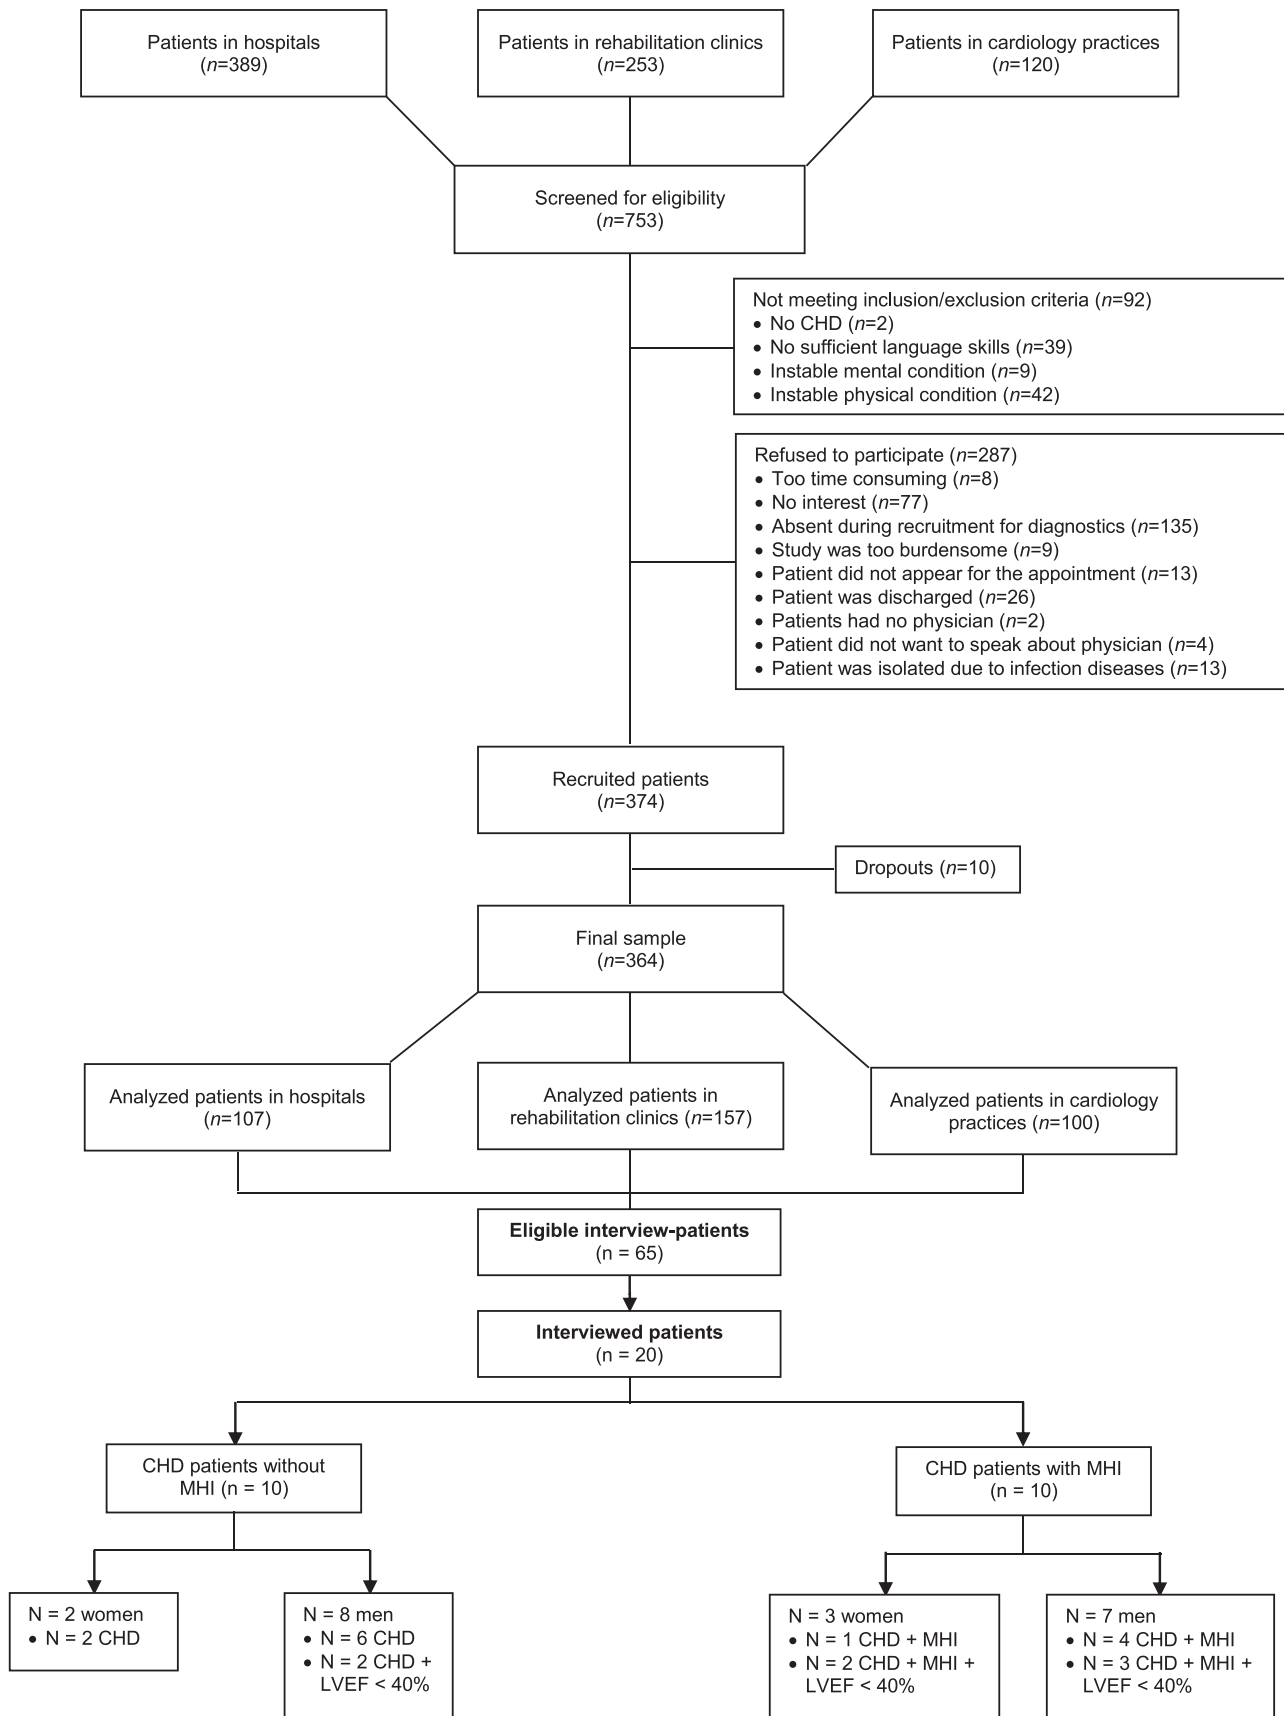 Patients in hospitals
(n=389)
Patients in rehabilitation clinics
(n=253)
Patients in cardiology practices
(n=120)
Screened for eligibility
(n=753)
Not meeting inclusion/exclusion criteria (n=92)
• No CHD (n=2)
• No sufficient language skills (n=39)
• Instable mental condition (n=9)
• Instable physical condition (n=42)
Refused to participate (n=287)
• Too time consuming (n=8)
• No interest (n=77)
• Absent during recruitment for diagnostics (n=135)
• Study was too burdensome (n=9)
• Patient did not appear for the appointment (n=13)
• Patient was discharged (n=26)
• Patients had no physician (n=2)
• Patient did not want to speak about physician (n=4)
• Patient was isolated due to infection diseases (n=13)
Recruited patients
(n=374)
Dropouts (n=10)
Final sample
(n=364)
Analyzed patients in hospitals
(n=107)
Analyzed patients in
rehabilitation clinics (n=157)
Analyzed patients in cardiology
practices (n=100)
Eligible interview-patients
(n = 65)
Interviewed patients
(n = 20)
CHD patients without
MHI (n = 10)
CHD patients with MHI
(n = 10)
N = 2 women
• N = 2 CHD
N = 8 men
• N = 6 CHD
• N = 2 CHD +
LVEF < 40%
N = 3 women
• N = 1 CHD + MHI
• N = 2 CHD + MHI +
LVEF < 40%
N = 7 men
• N = 4 CHD + MHI
• N = 3 CHD + MHI +
LVEF < 40%